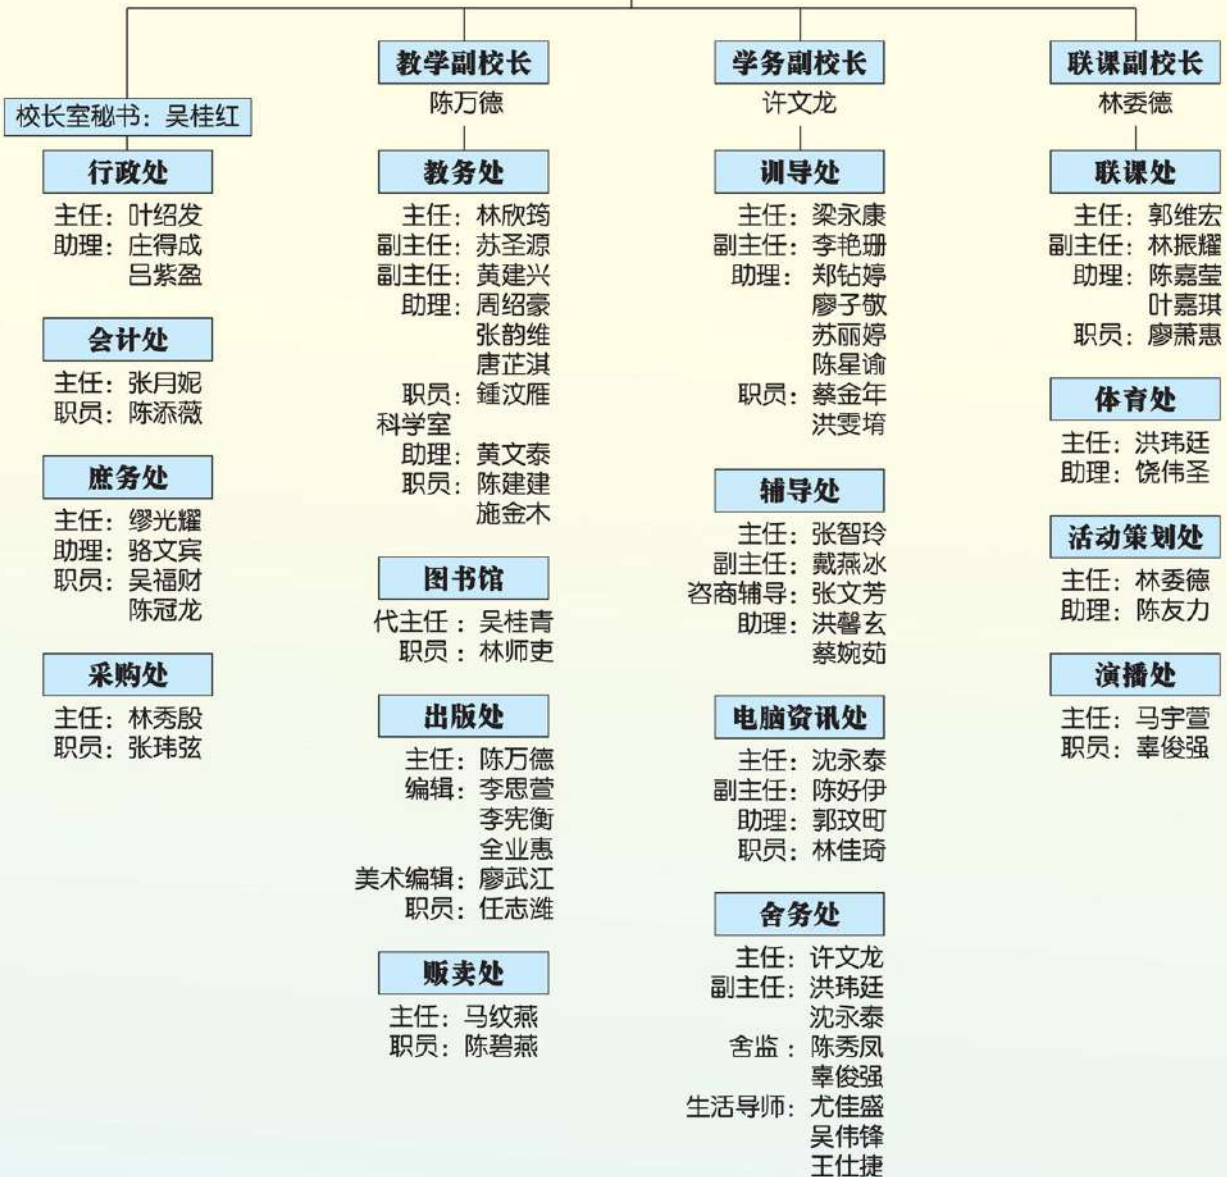 校长室秘书：吴桂红
行政处
主任：叶绍发
助理：庄得成
吕紫盈
会计处
主任：张月妮
职员：陈添薇
庶务处
主任：缪光耀
助理：骆文宾
职员：吴福财
陈冠龙
采购处
主任：林秀殷
职员：张玮弦
教学副校长
陈万德
教务处
主任：林欣筠
副主任：苏圣源
副主任：黄建兴
助理：周绍豪
张韵维
唐芷淇
职员：鍾汶雁
科学室
助理：黄文泰
职员：陈建建
施金木
图书馆
代主任：吴桂青
职员：林师吏
出版处
主任：陈万德
编辑：李思萱
李宪衡
全业惠
美术编辑：廖武江
职员：任志潍
贩卖处
主任：马纹燕
职员：陈碧燕
学务副校长
许文龙
训导处
主任：梁永康
副主任：李艳珊
助理：郑钻婷
廖子敬
苏丽婷
陈星谕
职员：蔡金年
洪雯堉
辅导处
主任：张智玲
副主任：戴燕冰
咨商辅导：张文芳
助理：洪馨玄
蔡婉茹
电脑资讯处
主任：沈永泰
副主任：陈好伊
助理：郭玟町
职员：林佳琦
舍务处
主任：许文龙
副主任：洪玮廷
沈永泰
舍监：陈秀凤
辜俊强
生活导师：尤佳盛
吴伟锋
王仕捷
联课副校长
林委德
联课处
主任：郭维宏
副主任：林振耀
助理：陈嘉莹
叶嘉琪
职员：廖萧惠
体育处
主任：洪玮廷
助理：饶伟圣
活动策划处
主任：林委德
助理：陈友力
演播处
主任：马宇萱
职员：辜俊强